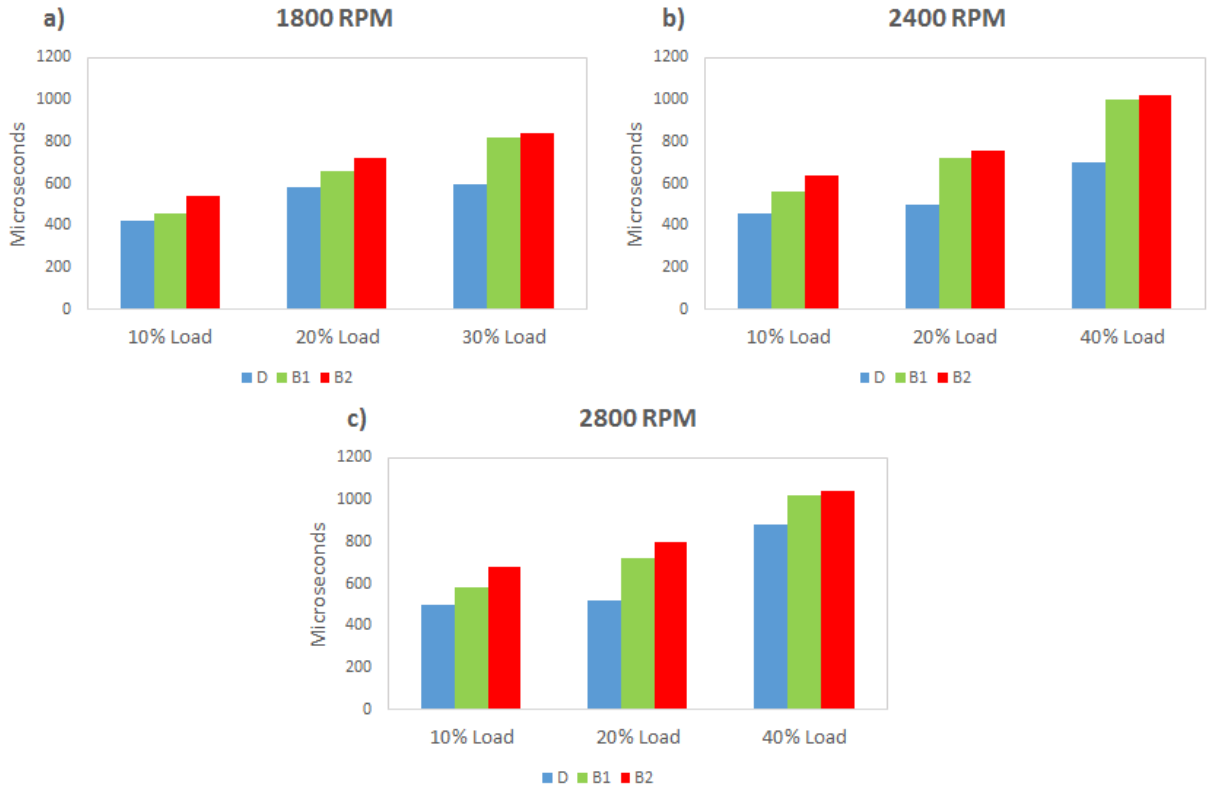 a) 1800 RPM
1200
1000
800
600
400
200
0
Microseconds
10% Load 20% Load 30% Load
D B1 B2
b) 2400 RPM
1200
1000
800
600
400
200
0
Microseconds
10% Load 20% Load 40% Load
D B1 B2
c) 2800 RPM
1200
1000
800
600
400
200
0
Microseconds
10% Load 20% Load 40% Load
D B1 B2